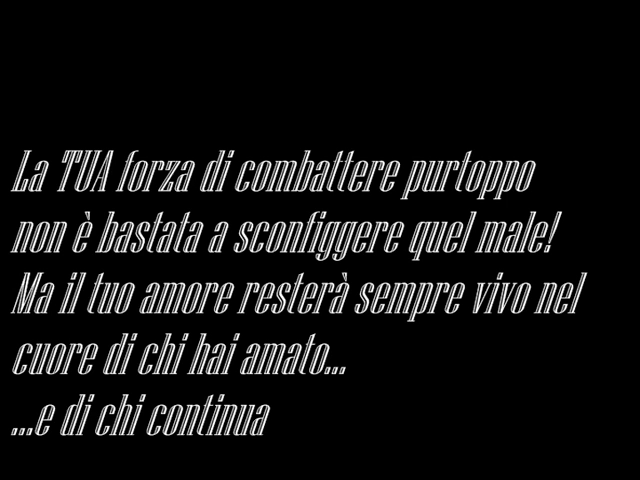 La TUA forza di combattere purtoppo
non è bastata a sconfiggere quel male!
Ma il tuo amore resterà sempre vivo nel
cuore di chi hai amato...
...e di chi continua